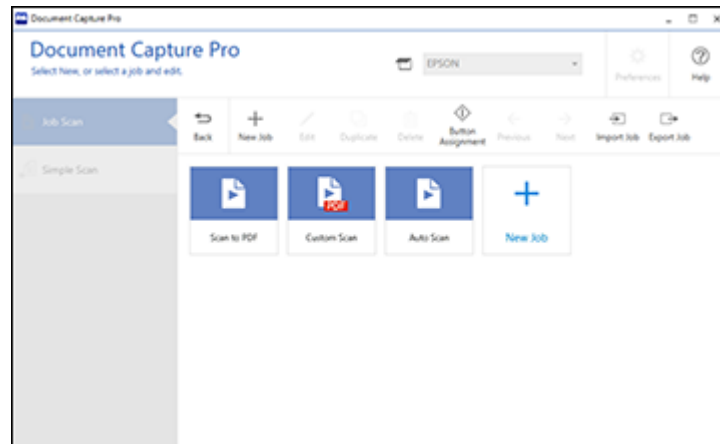 Document Capture Pro
Document Capture Pro
Select New, or select a job and edit.
EPSON
Preferences
Help
Job Scan
Simple Scan
Back
New Job
Edit
Duplicate
Delete
Button
Assignment
Previous
Next
Import Job
Export Job
PDF
Scan to PDF
Custom Scan
Auto Scan
New Job